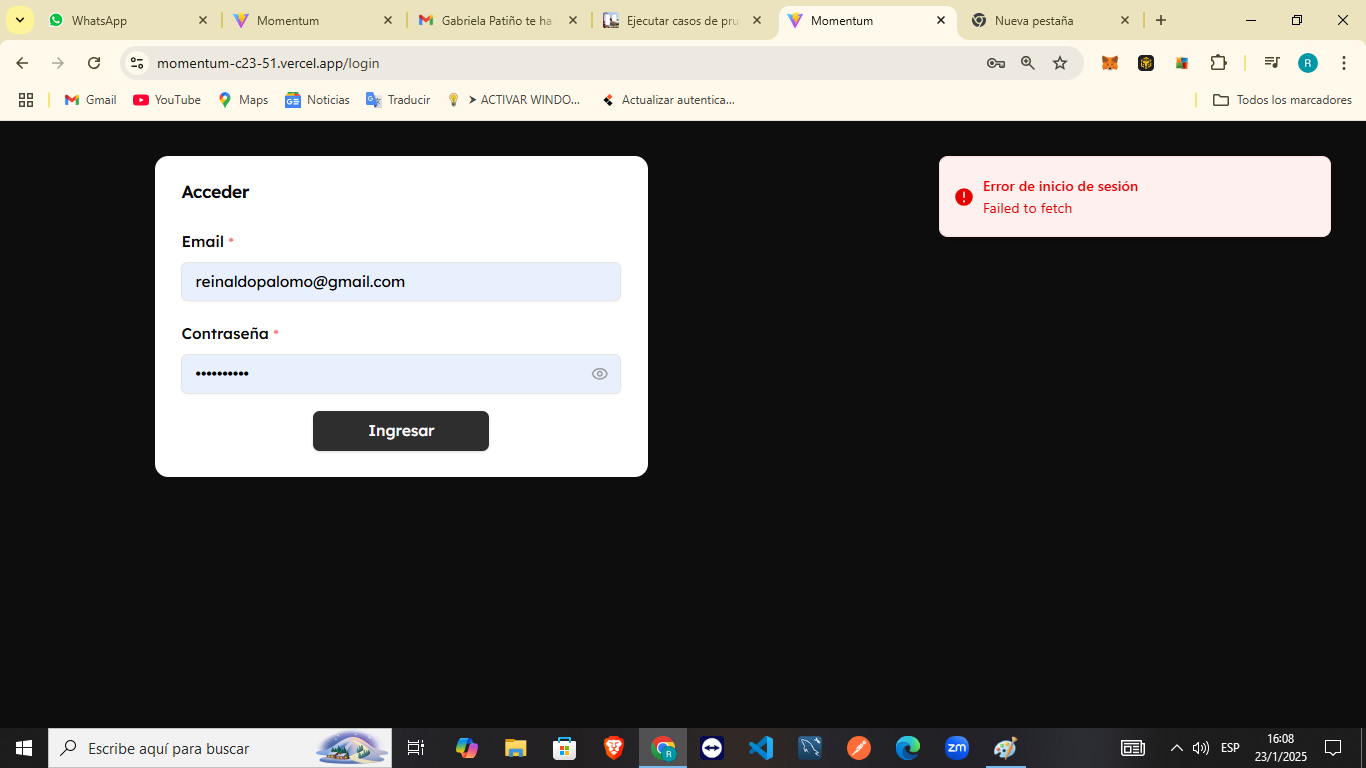 WhatsApp
Momentum
Gabriela Patiño te ha
Ejecutar casos de pru
Momentum
Nueva pestaña
momentum-c23-51.vercel.app/login
R
Gmail
YouTube
Maps
Noticias
Traducir
➤ ACTIVAR WINDO...
Actualizar autentica...
Todos los marcadores
Acceder
Email *
reinaldopalomo@gmail.com
Contraseña *
••••••••••
Ingresar
Error de inicio de sesión
Failed to fetch
Escribe aquí para buscar
R
zm
ESP
16:08
23/1/2025